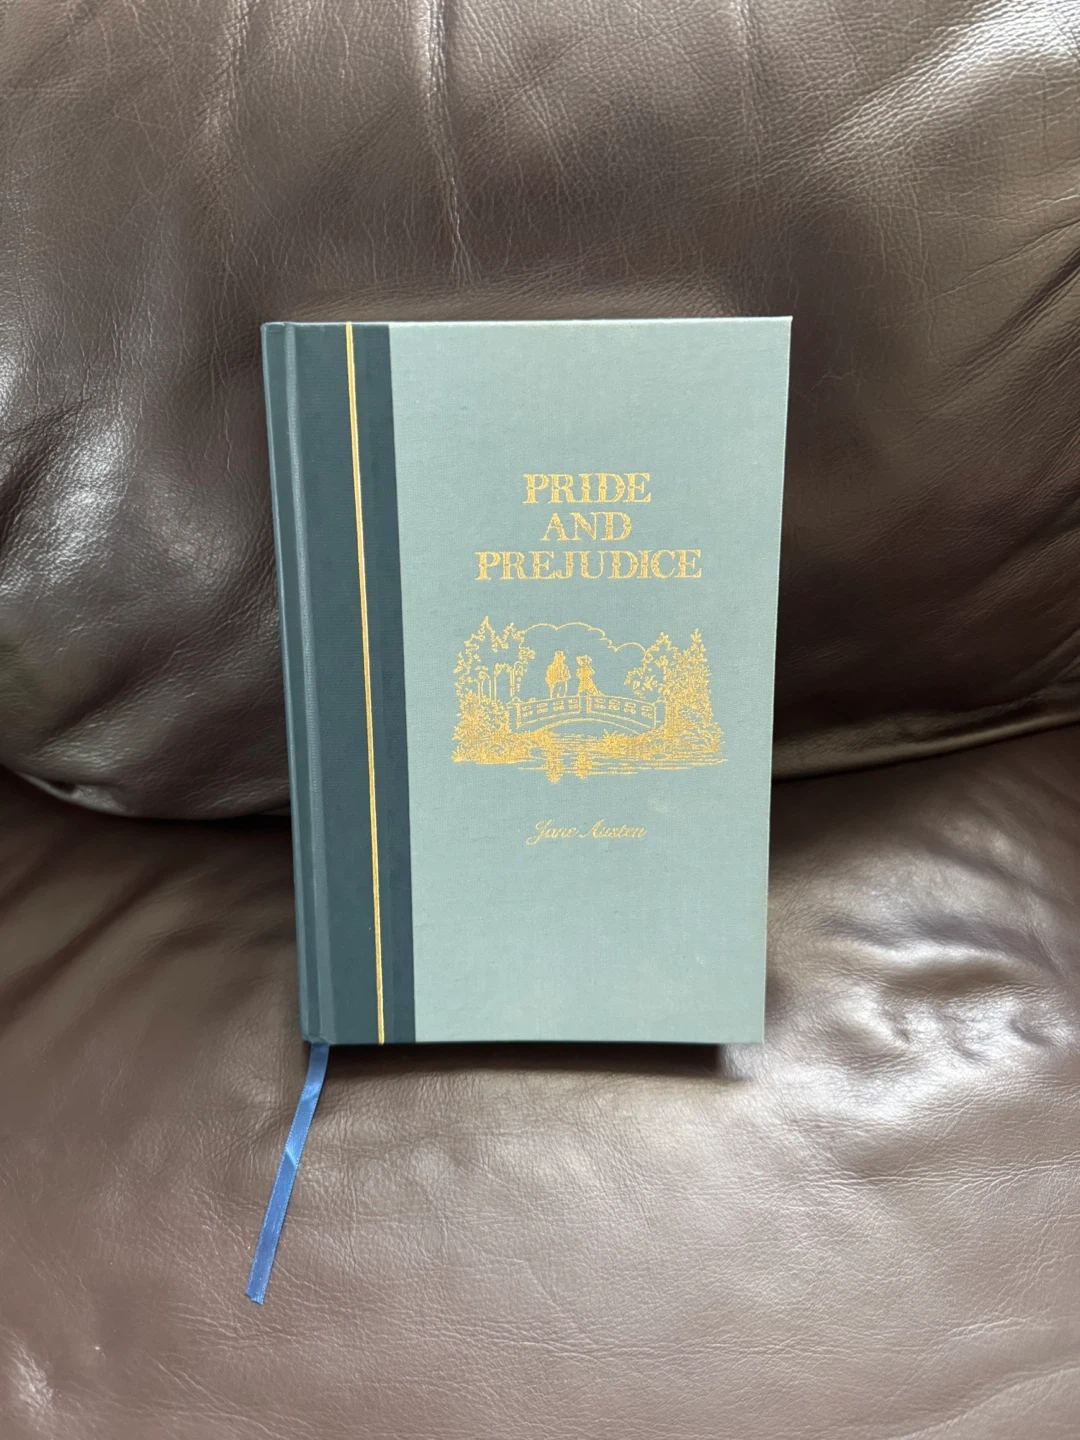 PRIDE
AND
PREJUDICE
Jane Austen